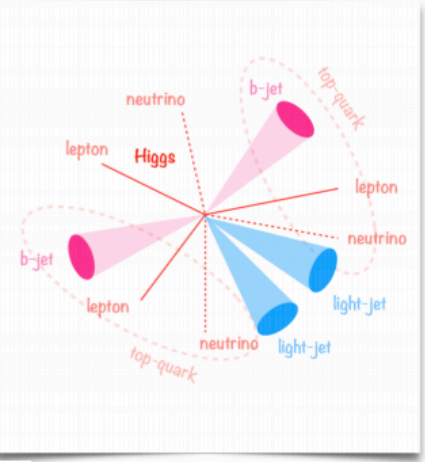 top-quark
b-jet
neutrino
lepton
Higgs
lepton
neutrino
b-jet
lepton
light-jet
neutrino
light-jet
top-quark